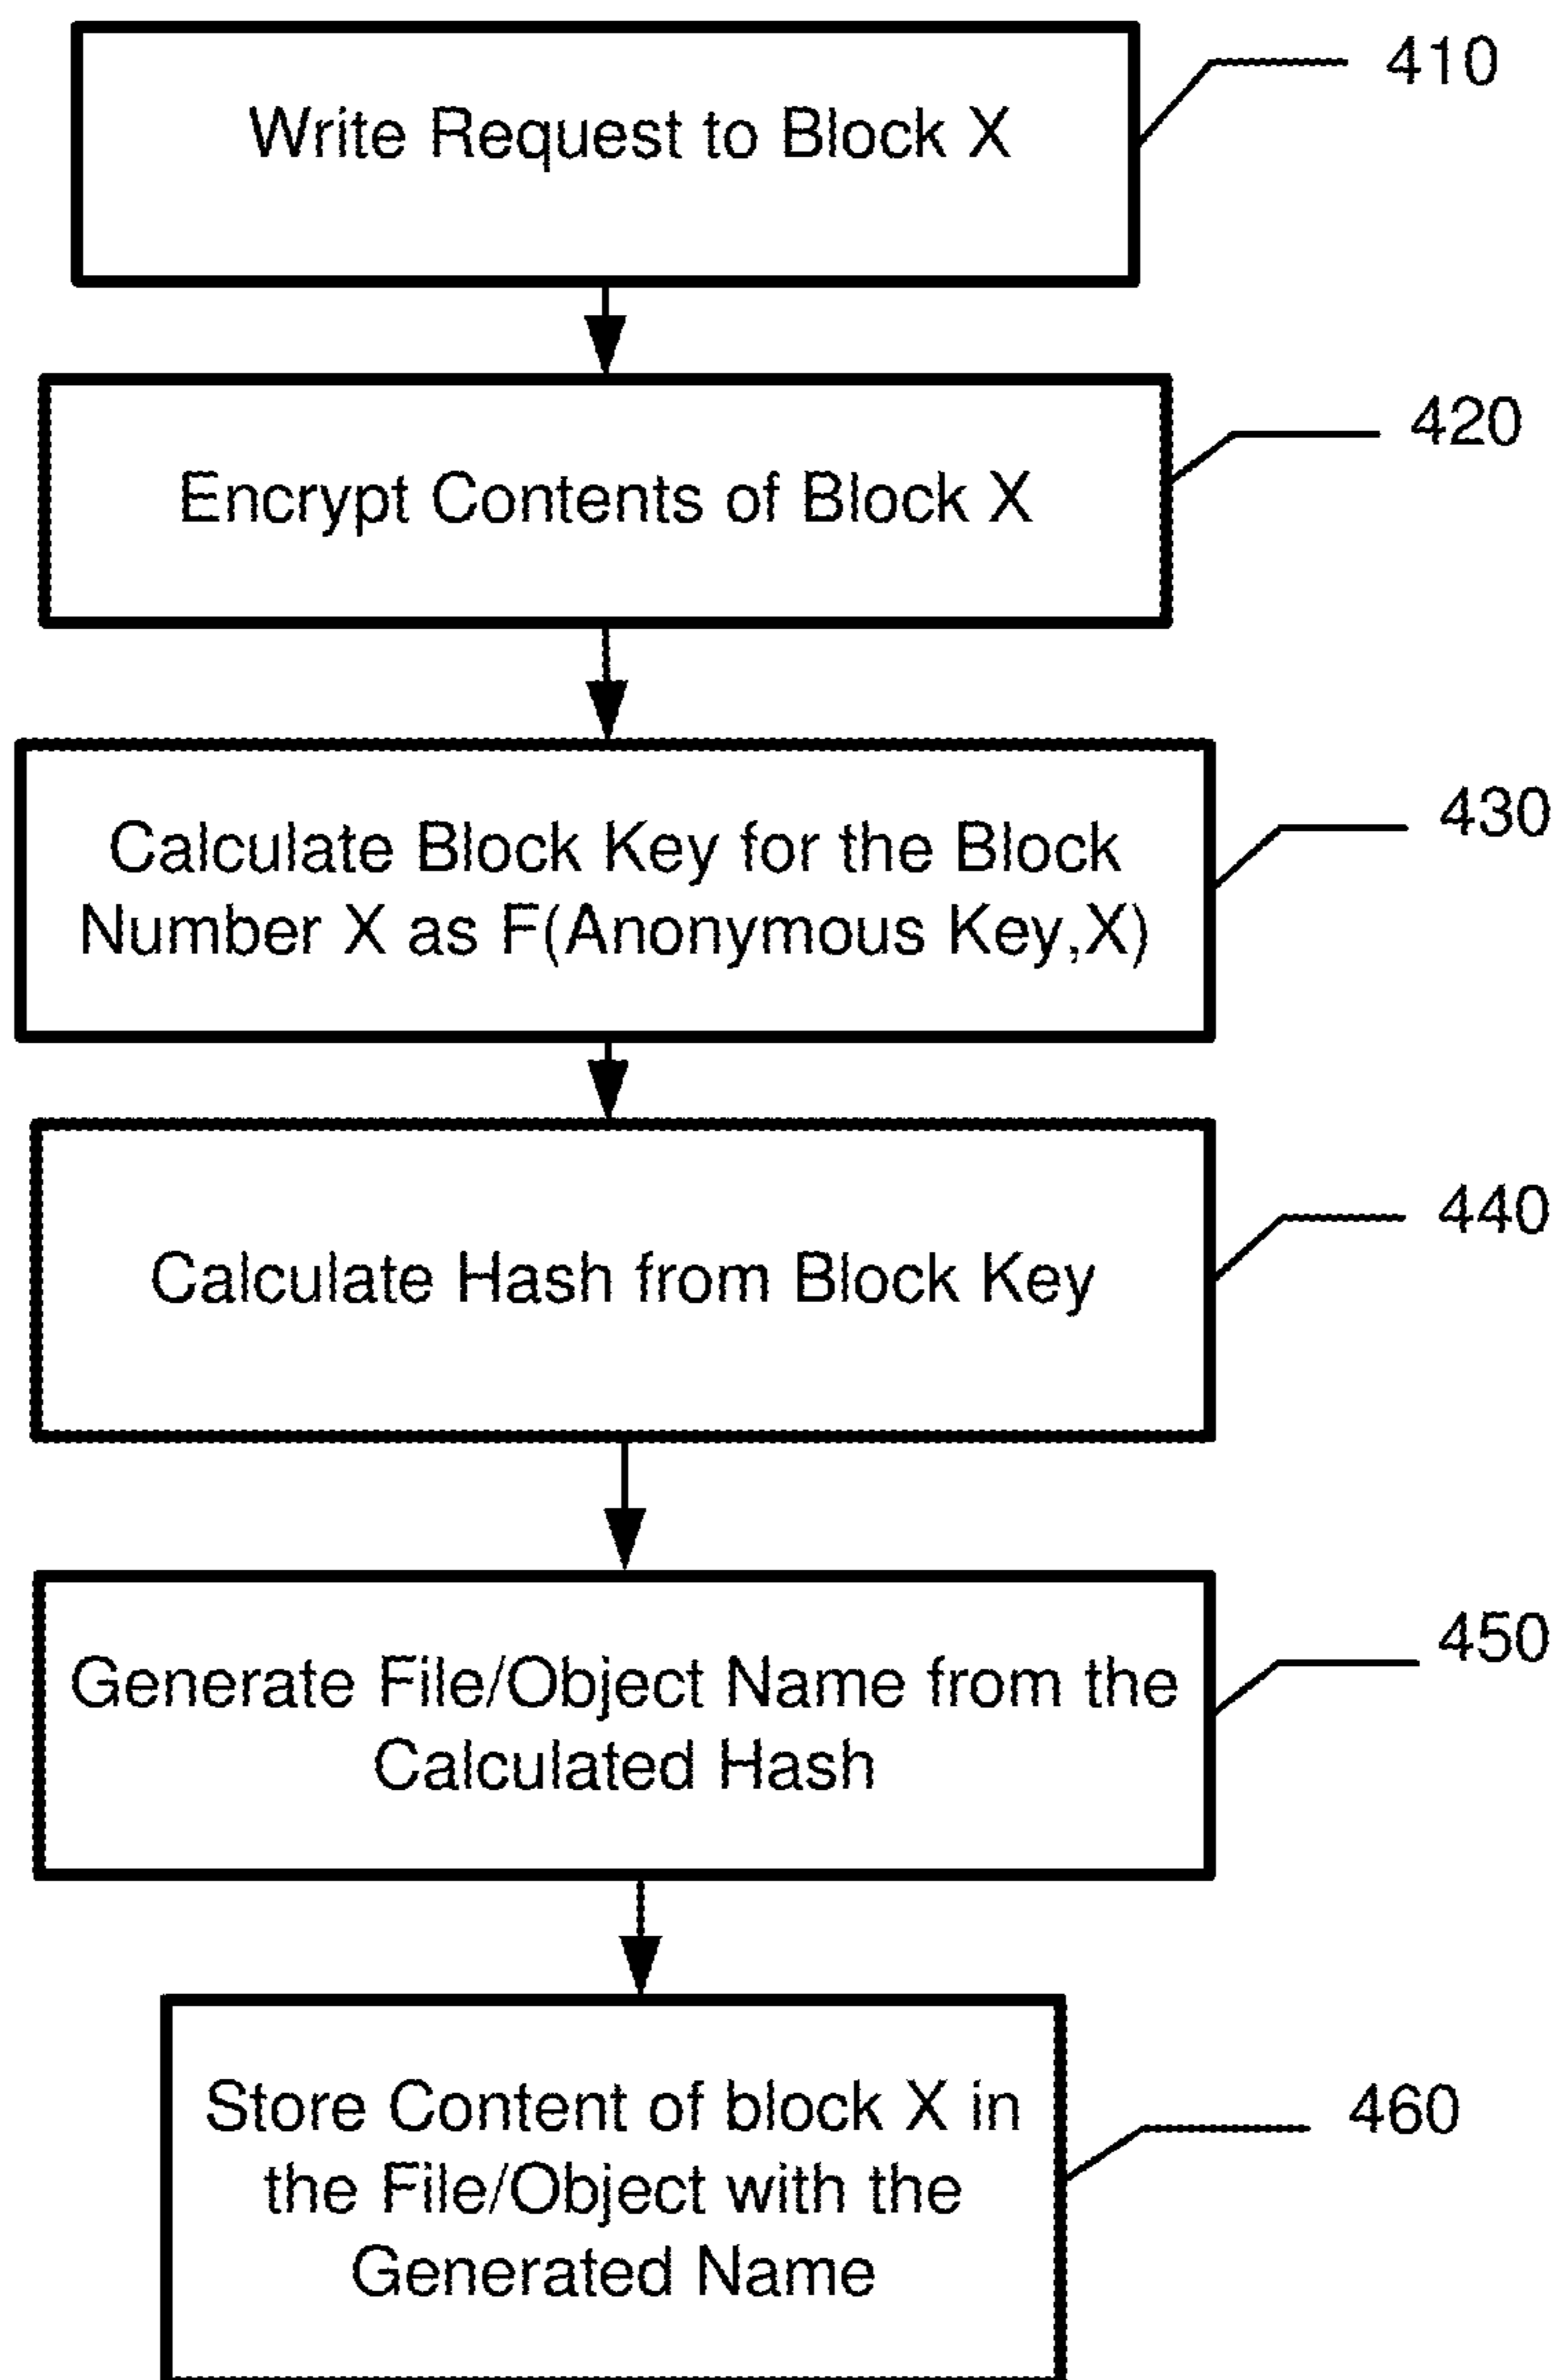 410
Write Request to Block X
420
Encrypt Contents of Block X
430
Calculate Block Key for the Block
Number X as F(Anonymous Key,X)
440
Calculate Hash from Block Key
450
Generate File/Object Name from the
Calculated Hash
460
Store Content of block X in
the File/Object with the
Generated Name